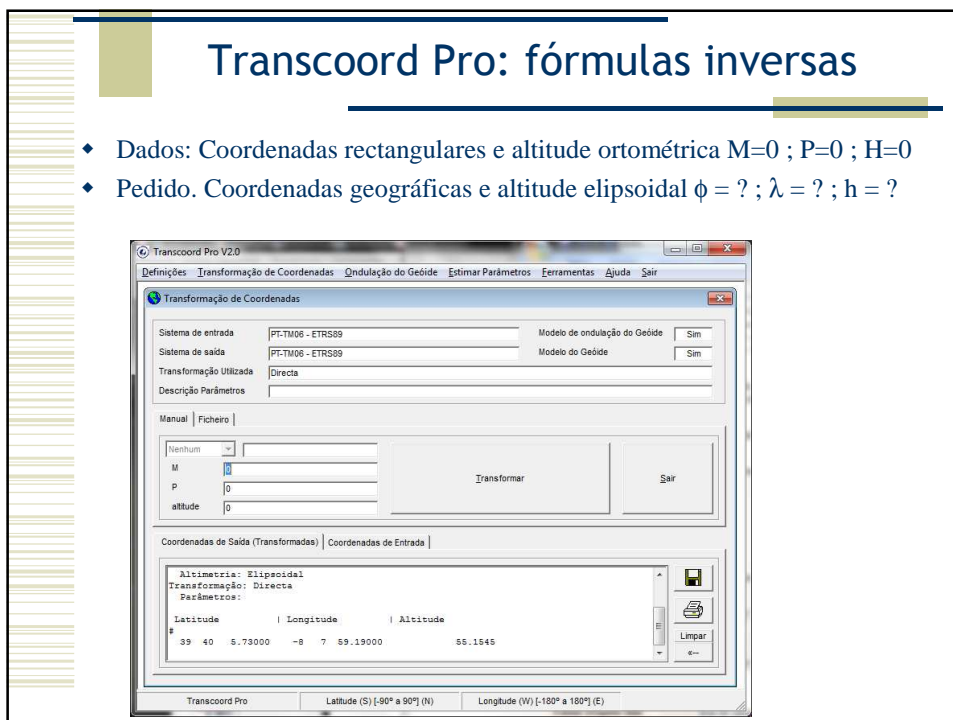 Transcoord Pro: fórmulas inversas
Dados: Coordenadas rectangulares e altitude ortométrica M=0 ; P=0 ; H=0
Pedido. Coordenadas geográficas e altitude elipsoidal ϕ = ? ; λ = ? ; h = ?
Transcoord Pro V2.0
Definições Transformação de Coordenadas Ondulação do Geóide Estimar Parâmetros Ferramentas Ajuda Sair
Transformação de Coordenadas
Sistema de entrada PT-TM06 - ETRS89 Modelo de ondulação do Geóide Sim
Sistema de saída PT-TM06 - ETRS89 Modelo do Geóide Sim
Transformação Utilizada Directa
Descrição Parâmetros
Manual Ficheiro
Nenhum
M 0
P 0
altitude 0
Transformar
Sair
Coordenadas de Saída (Transformadas) Coordenadas de Entrada
Altimetria: Elipsoidal
Transformação: Directa
Parâmetros:
Latitude | Longitude | Altitude
#
39 40 5.73000 -8 7 59.19000 55.1545
Limpar
«--
Transcoord Pro Latitude (S) [-90º a 90º] (N) Longitude (W) [-180º a 180º] (E)